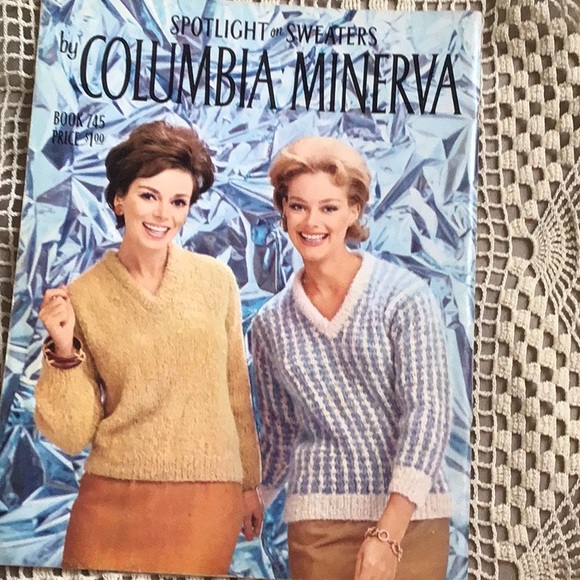 SPOTLIGHT on SWEATERS
by COLUMBIA MINERVA
BOOK 745
PRICE $1.00